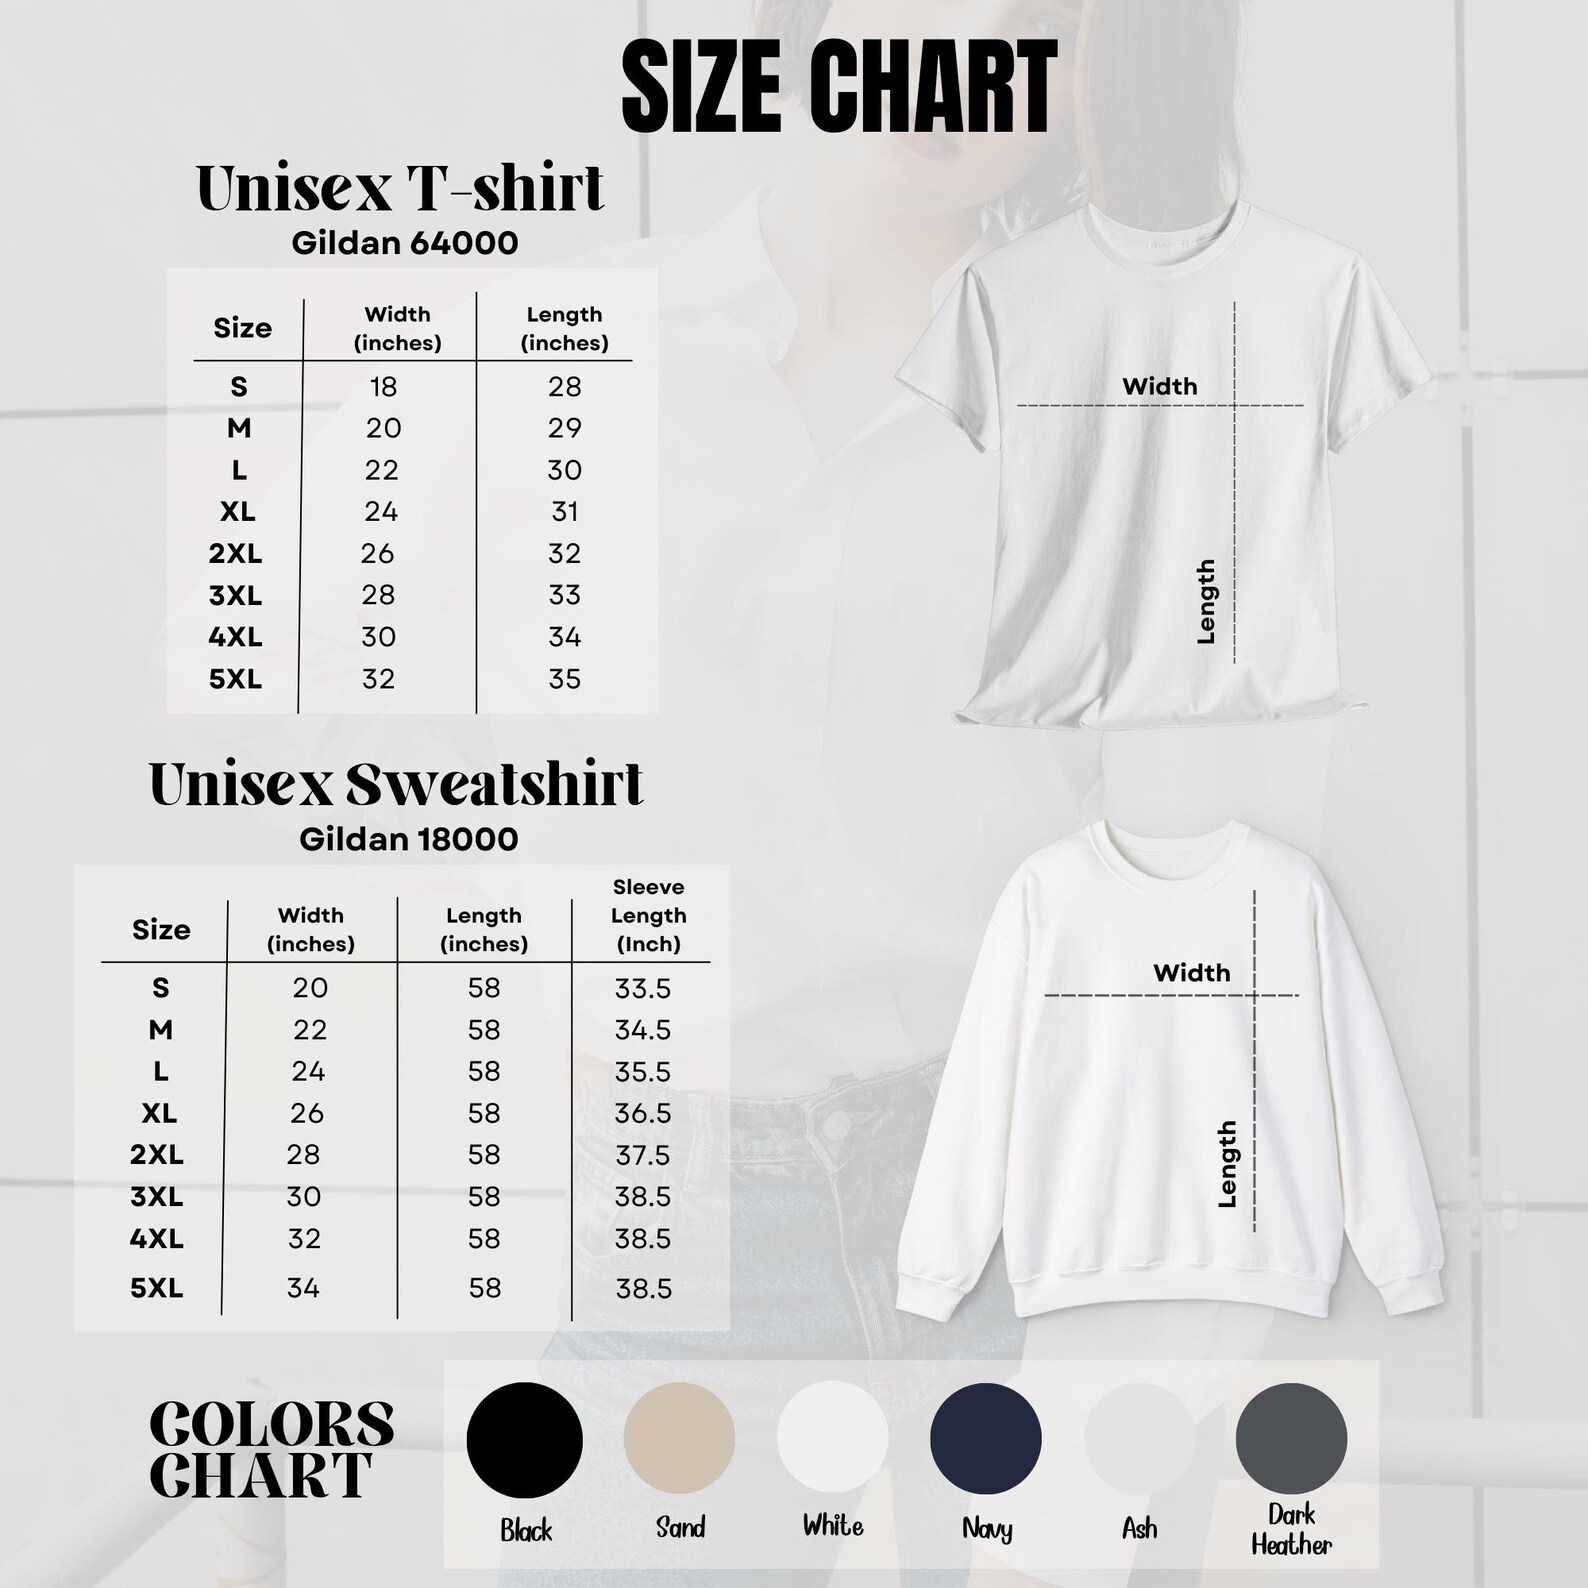 SIZE CHART
Unisex T-shirt
Gildan 64000
Size Width (inches) Length (inches)
S 18 28
M 20 29
L 22 30
XL 24 31
2XL 26 32
3XL 28 33
4XL 30 34
5XL 32 35
Width
Length
Unisex Sweatshirt
Gildan 18000
Size Width (inches) Length (inches) Sleeve Length (Inch)
S 20 58 33.5
M 22 58 34.5
L 24 58 35.5
XL 26 58 36.5
2XL 28 58 37.5
3XL 30 58 38.5
4XL 32 58 38.5
5XL 34 58 38.5
Width
Length
COLORS
CHART
Black Sand White Navy Ash Dark Heather